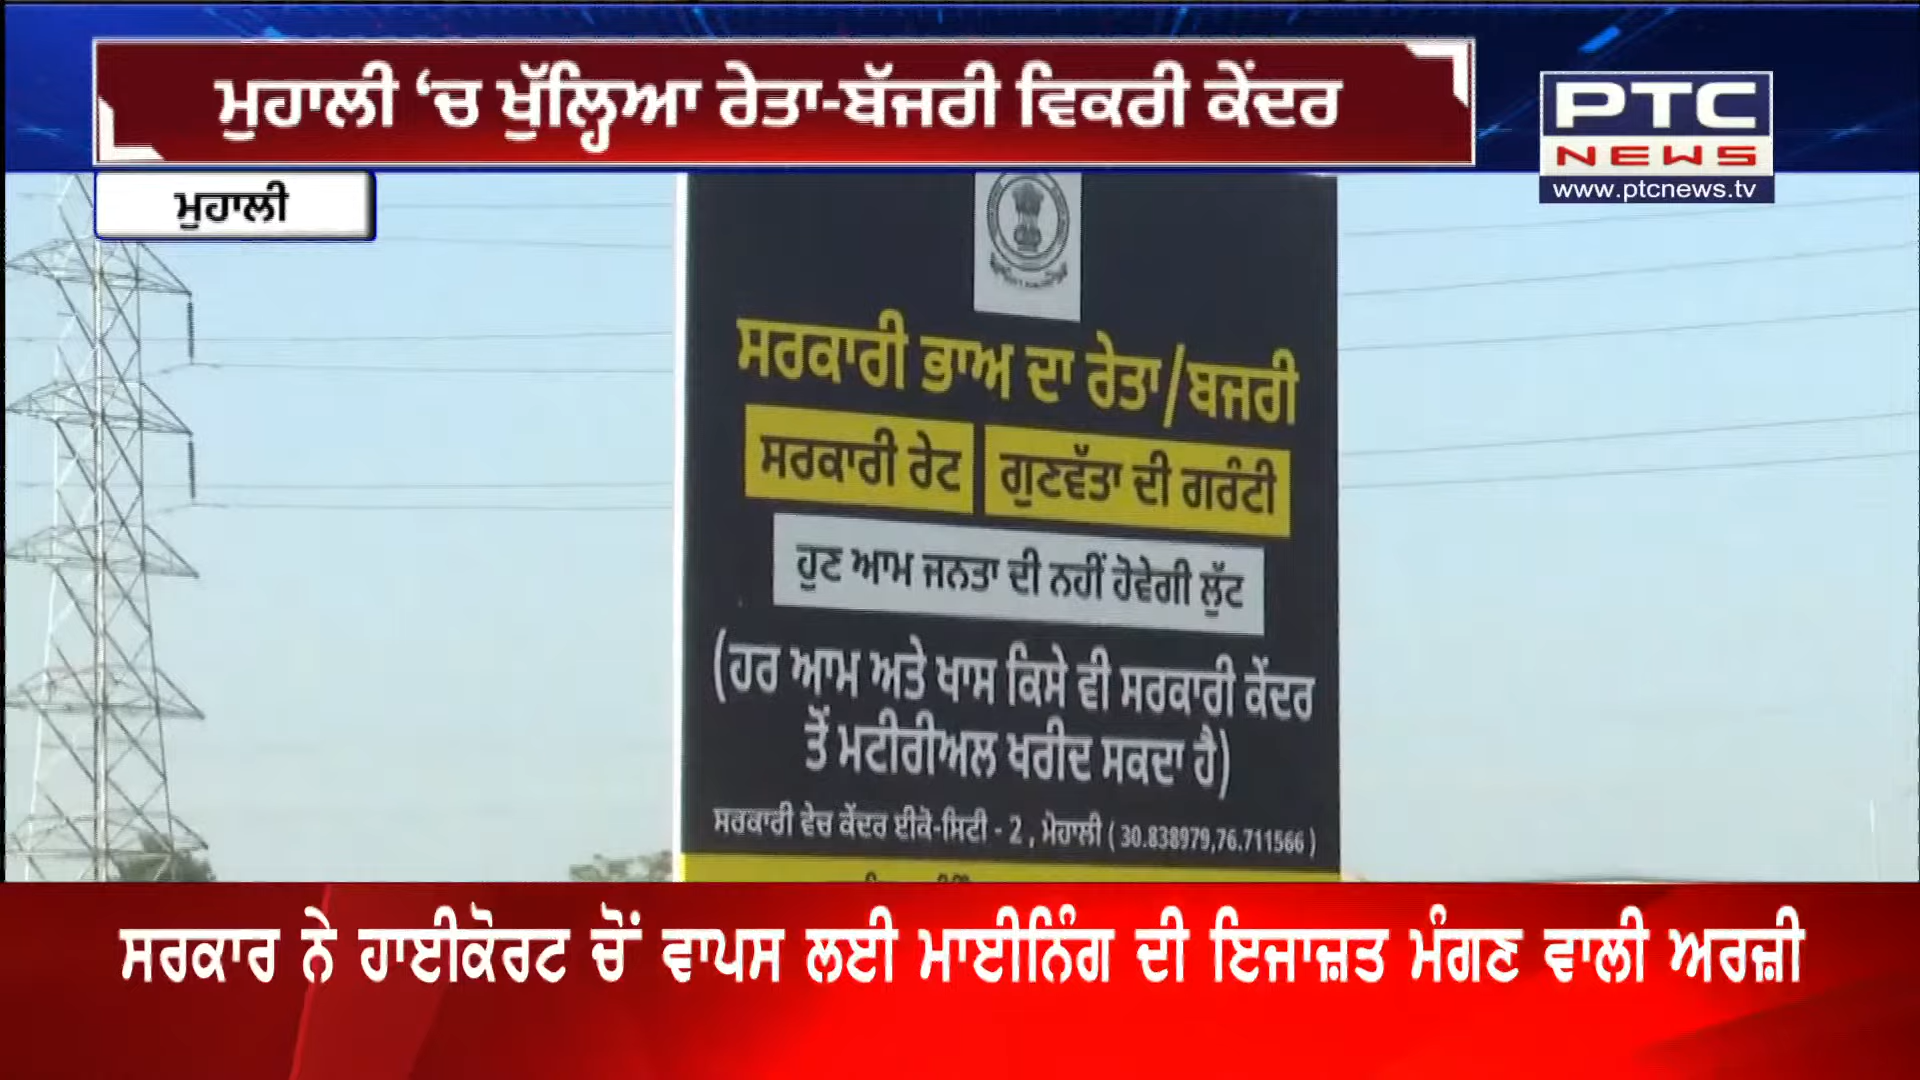 ਮੁਹਾਲੀ ‘ਚ ਖੁੱਲ੍ਹਿਆ ਰੇਤਾ-ਬੱਜਰੀ ਵਿਕਰੀ ਕੇਂਦਰ
PTC
NEWS
www.ptcnews.tv
ਮੁਹਾਲੀ
ਸਰਕਾਰੀ ਭਾਅ ਦਾ ਰੇਤਾ/ਬਜਰੀ
ਸਰਕਾਰੀ ਰੇਟ ਗੁਣਵੱਤਾ ਦੀ ਗਰੰਟੀ
ਹੁਣ ਆਮ ਜਨਤਾ ਦੀ ਨਹੀਂ ਹੋਵੇਗੀ ਲੁੱਟ
(ਹਰ ਆਮ ਅਤੇ ਖਾਸ ਕਿਸੇ ਵੀ ਸਰਕਾਰੀ ਕੇਂਦਰ
ਤੋਂ ਮਟੀਰੀਅਲ ਖਰੀਦ ਸਕਦਾ ਹੈ)
ਸਰਕਾਰੀ ਵੇਚ ਕੇਂਦਰ ਈਕੋ-ਸਿਟੀ - 2 , ਮੋਹਾਲੀ ( 30.838979,76.711566 )
ਸਰਕਾਰ ਨੇ ਹਾਈਕੋਰਟ ਚੋਂ ਵਾਪਸ ਲਈ ਮਾਈਨਿੰਗ ਦੀ ਇਜਾਜ਼ਤ ਮੰਗਣ ਵਾਲੀ ਅਰਜ਼ੀ